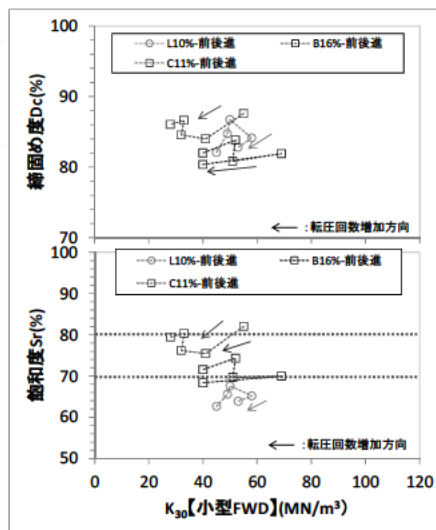 L10%-前後進 B16%-前後進
C11%-前後進
締固め度Dc(%)
100
90
80
70
←:転圧回数増加方向
L10%-前後進 B16%-前後進
C11%-前後進
飽和度Sr(%)
100
90
80
70
60
50
←:転圧回数増加方向
0 20 40 60 80 100 120
K₃₀【小型FWD】(MN/m³)